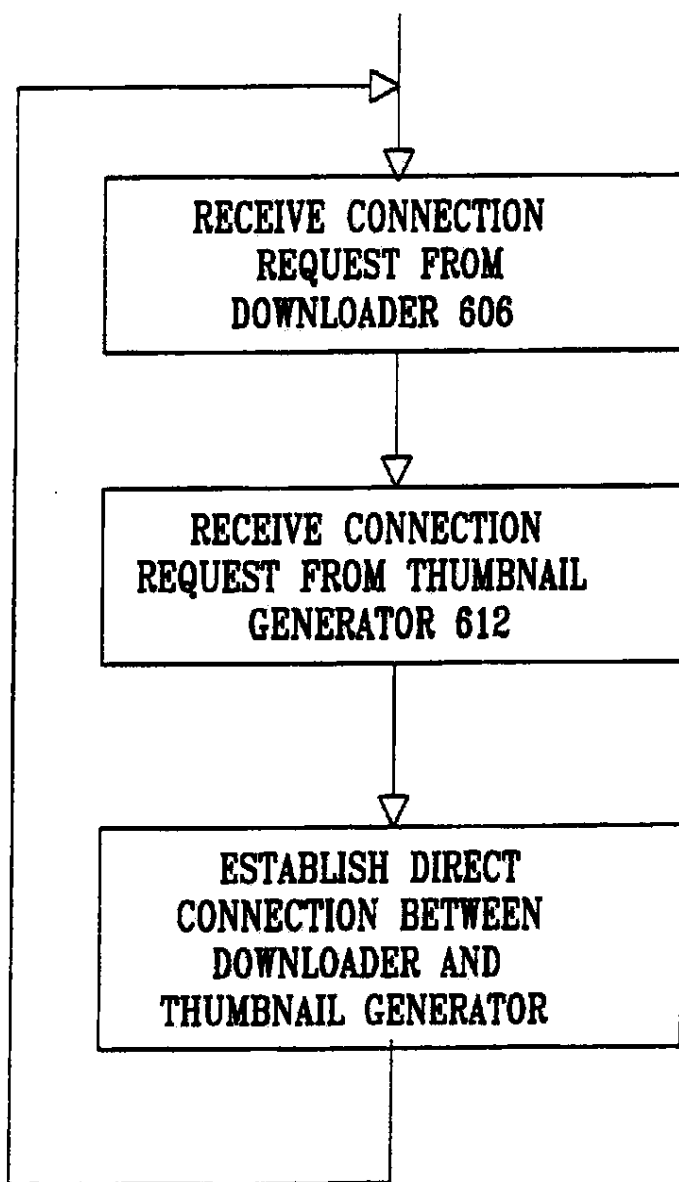 RECEIVE CONNECTION
REQUEST FROM
DOWNLOADER 606
RECEIVE CONNECTION
REQUEST FROM THUMBNAIL
GENERATOR 612
ESTABLISH DIRECT
CONNECTION BETWEEN
DOWNLOADER AND
THUMBNAIL GENERATOR